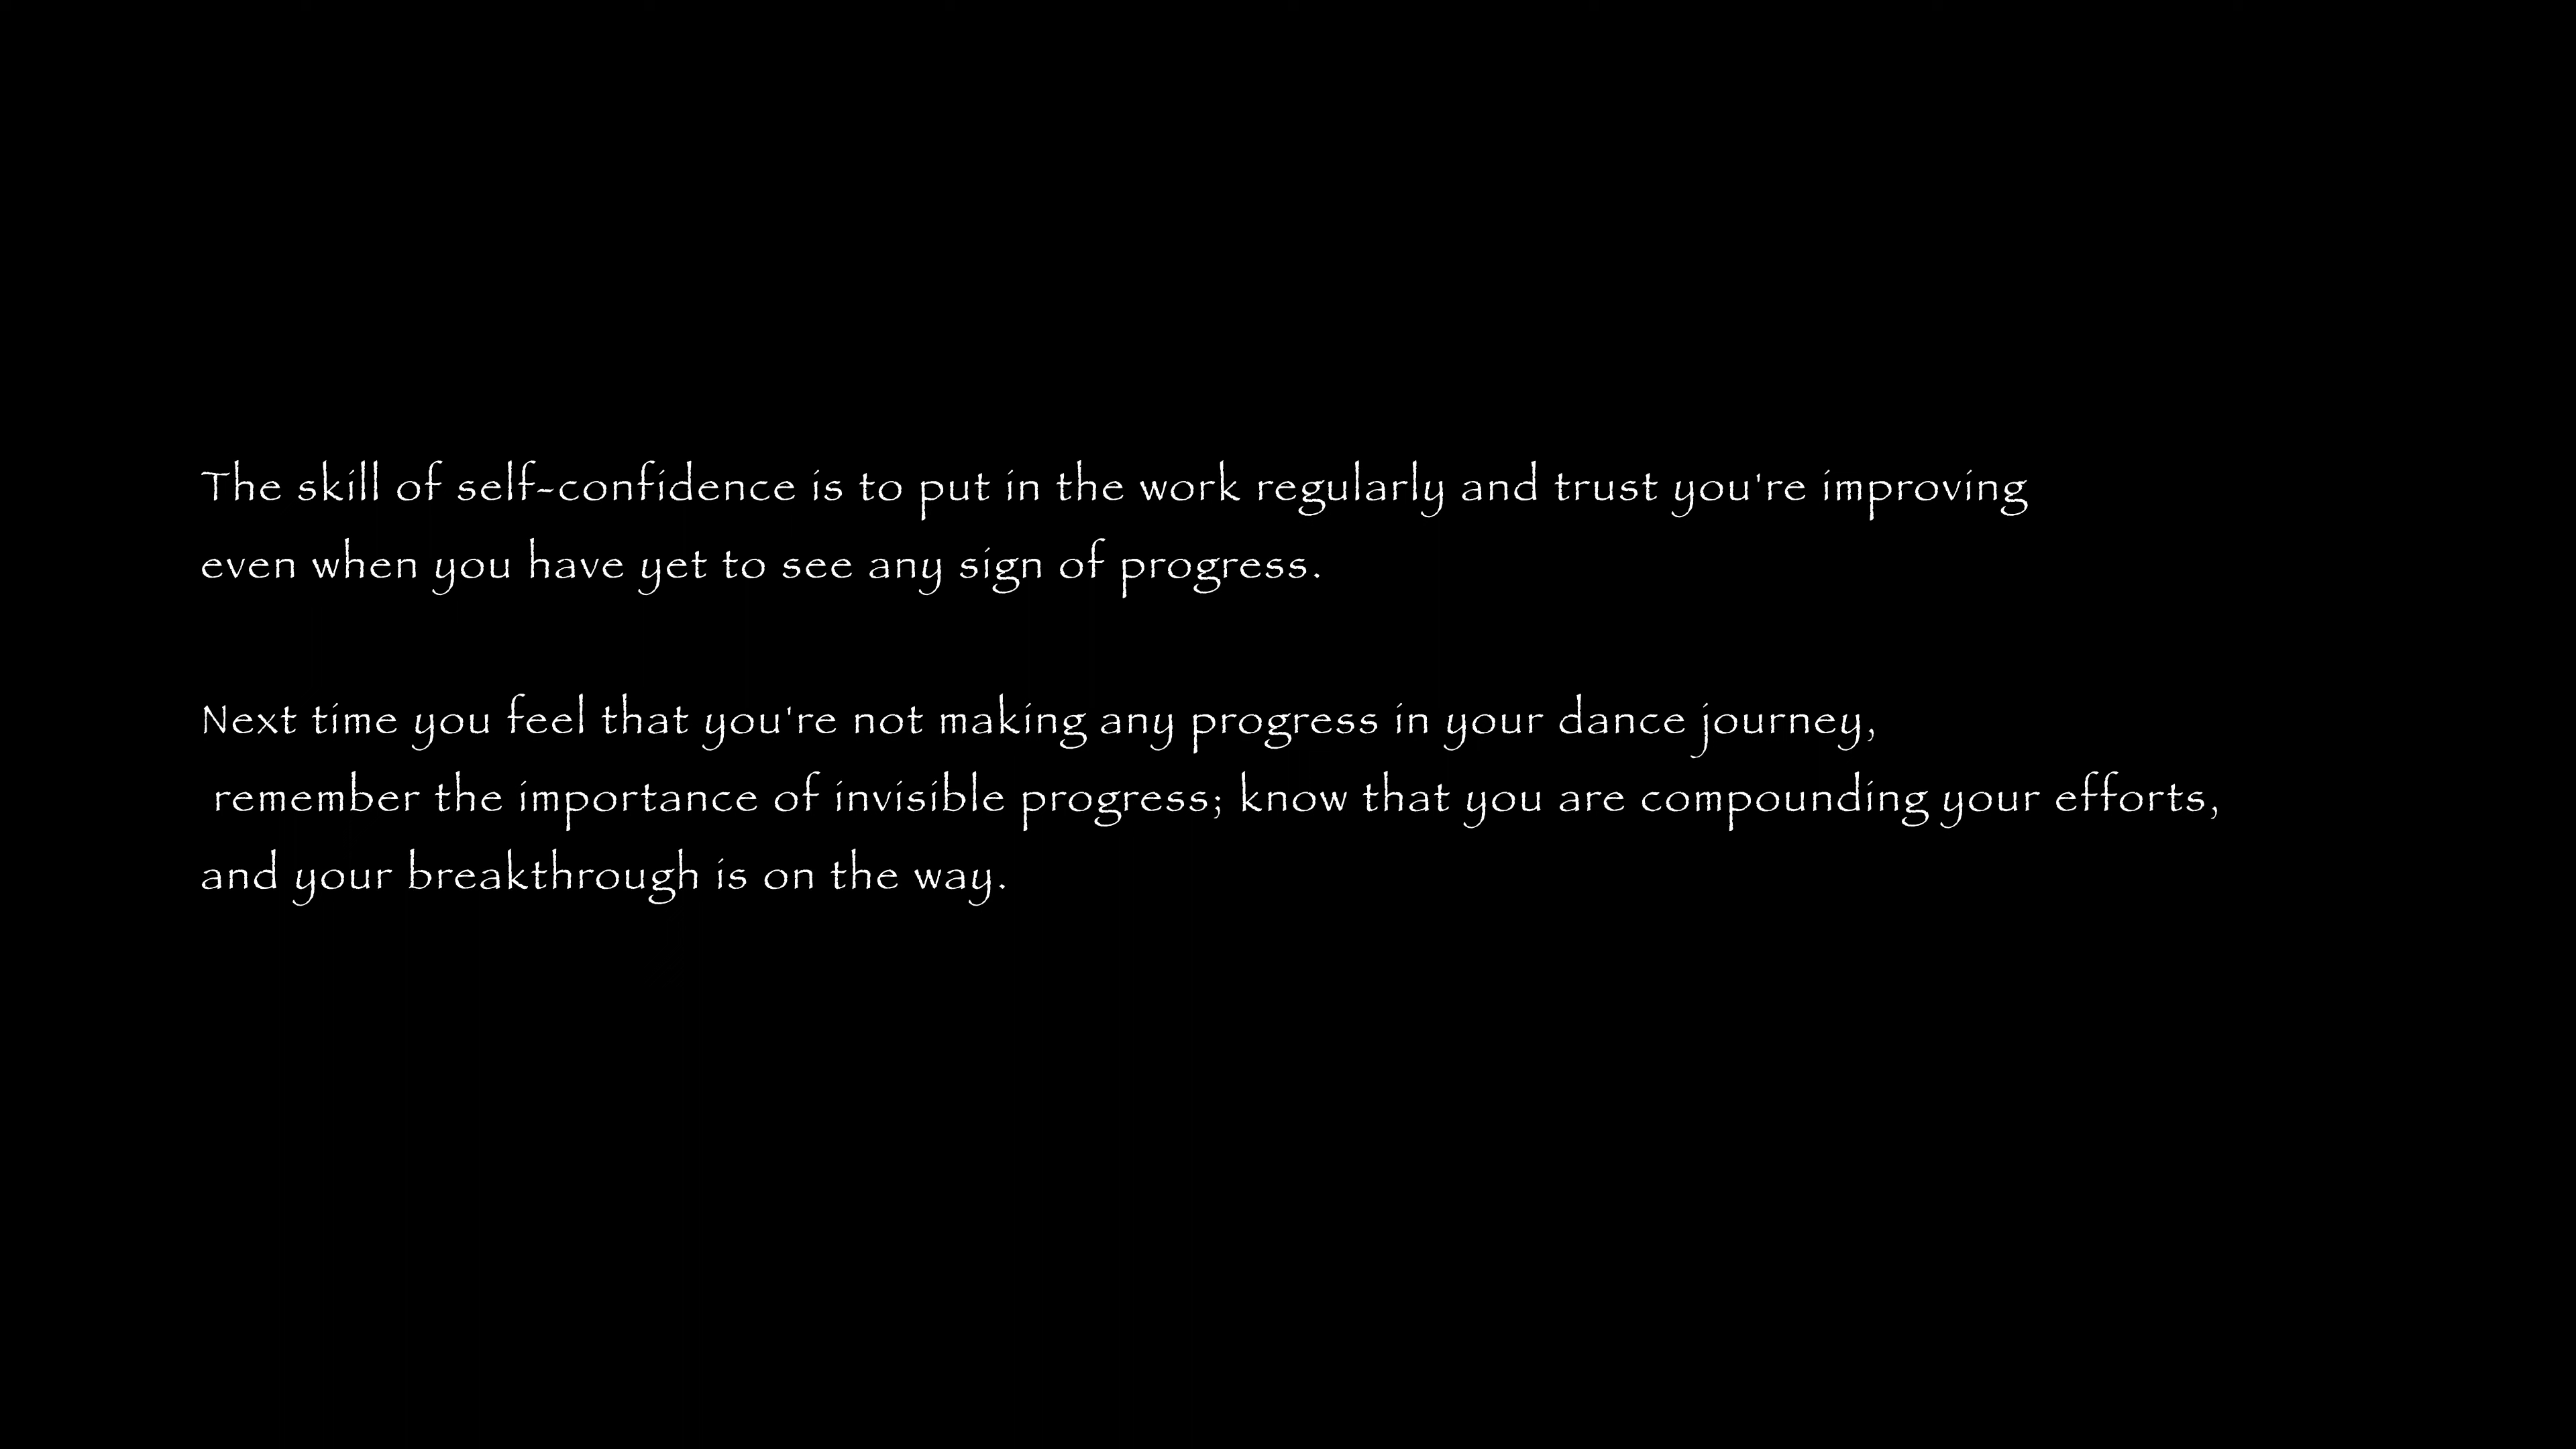 The skill of self-confidence is to put in the work regularly and trust you're improving
even when you have yet to see any sign of progress.
Next time you feel that you're not making any progress in your dance journey,
remember the importance of invisible progress; know that you are compounding your efforts,
and your breakthrough is on the way.